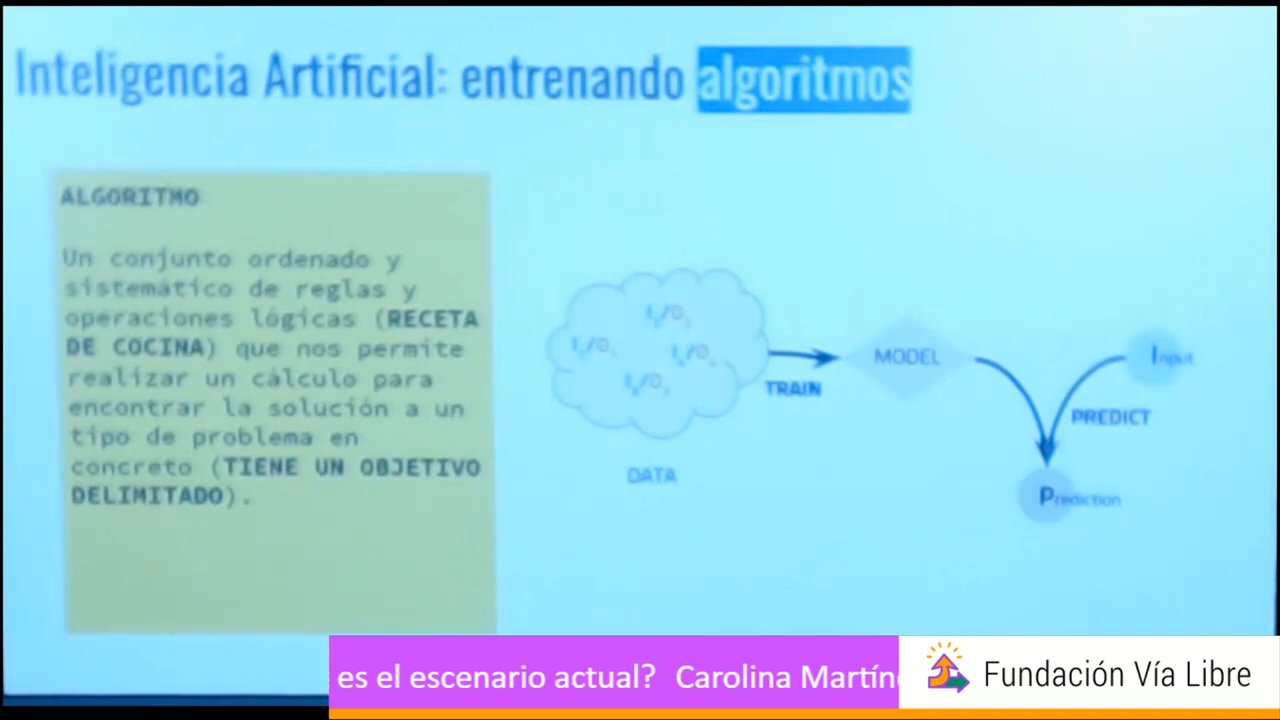 Inteligencia Artificial: entrenando algoritmos
ALGORITMO
Un conjunto ordenado y
sistemático de reglas y
operaciones lógicas (RECETA
DE COCINA) que nos permite
realizar un cálculo para
encontrar la solución a un
tipo de problema en
concreto (TIENE UN OBJETIVO
DELIMITADO).
DATA
TRAIN
MODEL
Input
PREDICT
Prediction
es el escenario actual? Carolina Martín
Fundación Vía Libre